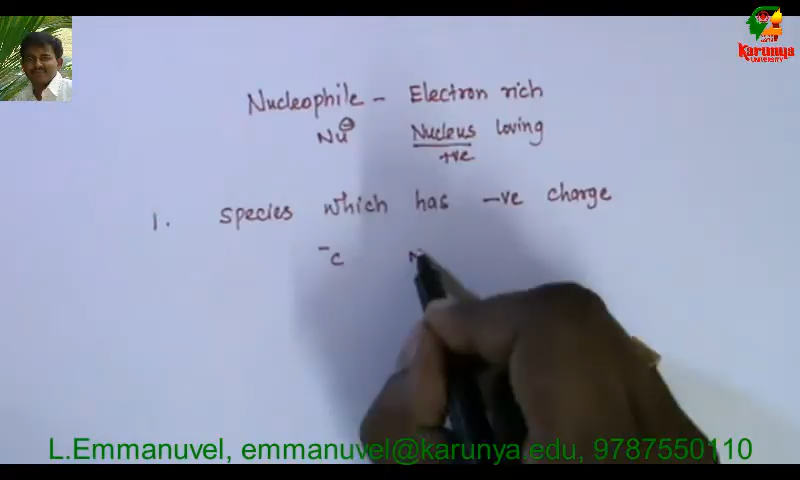 Karunya
UNIVERSITY
Nucleophile - Electron rich
Nu⊖ Nucleus loving
+ve
1. species which has -ve charge
⁻C N
L.Emmanuvel, emmanuvel@karunya.edu, 9787550110